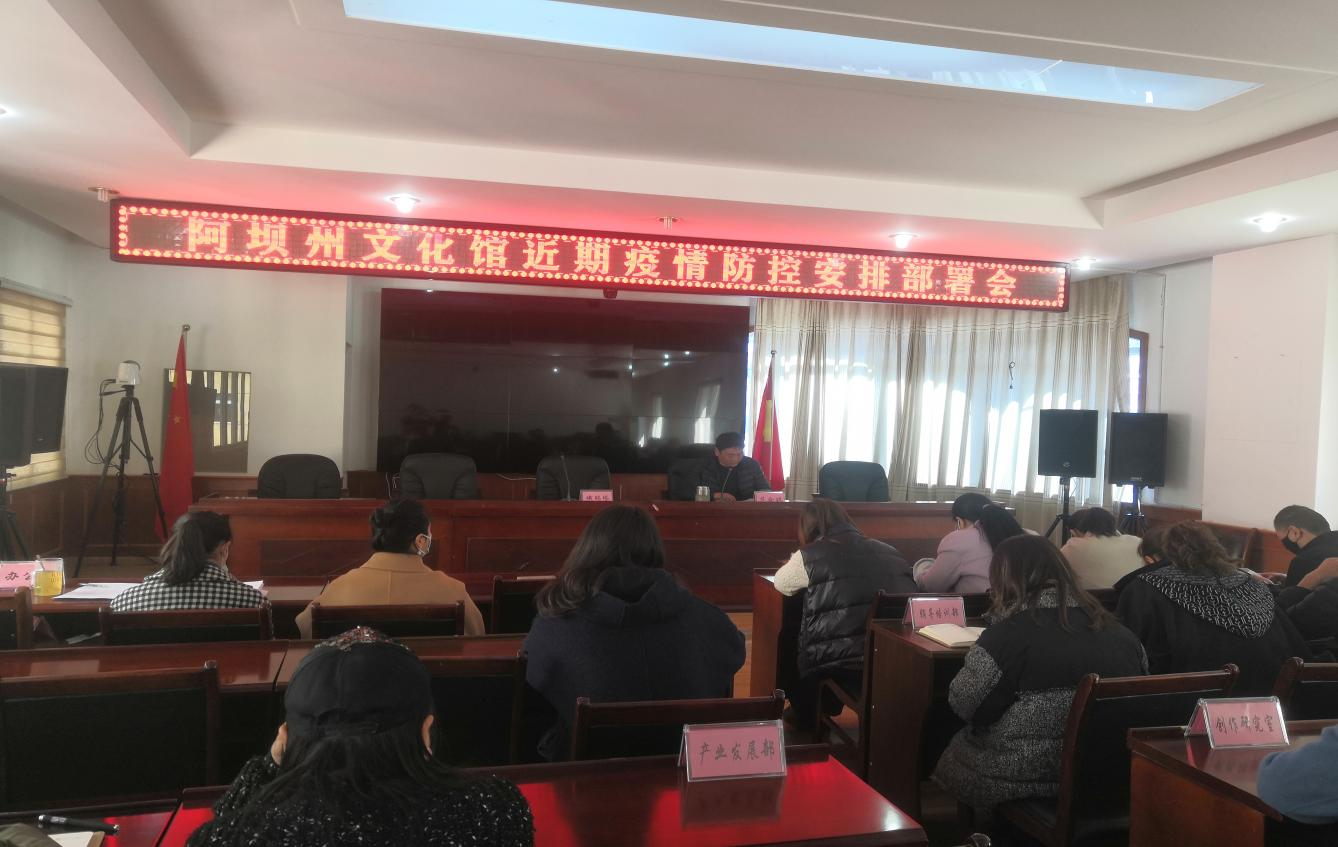 阿坝州文化馆近期疫情防控安排部署会
办
辅导培训部
创作研究室
产业发展部